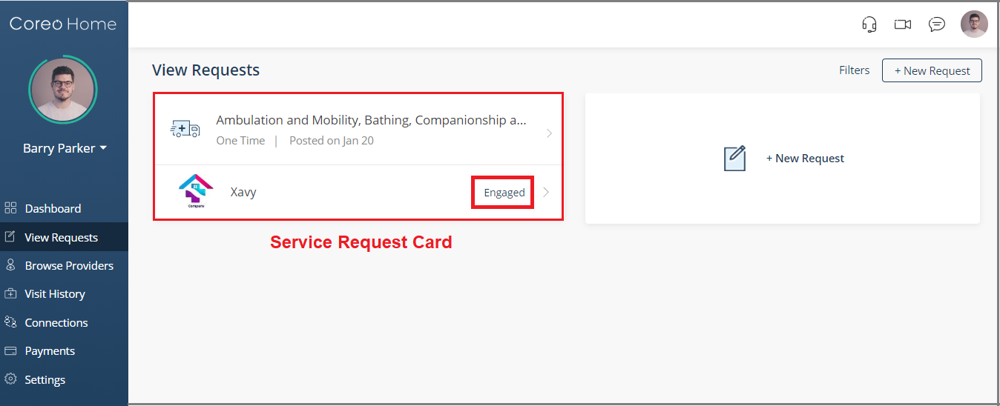 Coreo Home
Barry Parker
Dashboard
View Requests
Browse Providers
Visit History
Connections
Payments
Settings
View Requests
Filters
+ New Request
Ambulation and Mobility, Bathing, Companionship a...
One Time | Posted on Jan 20
Company
Xavy
Engaged
+ New Request
Service Request Card